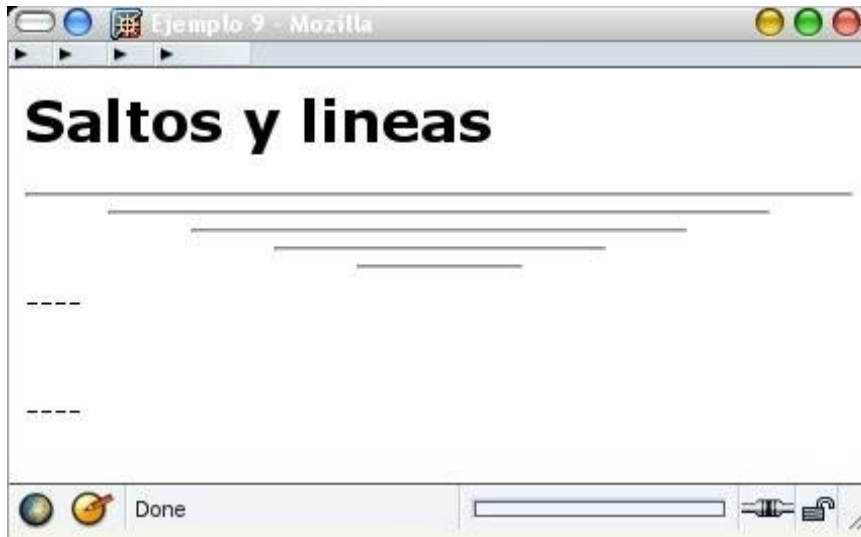 Ejemplo 9 - Mozilla
Saltos y lineas
----
----
Done